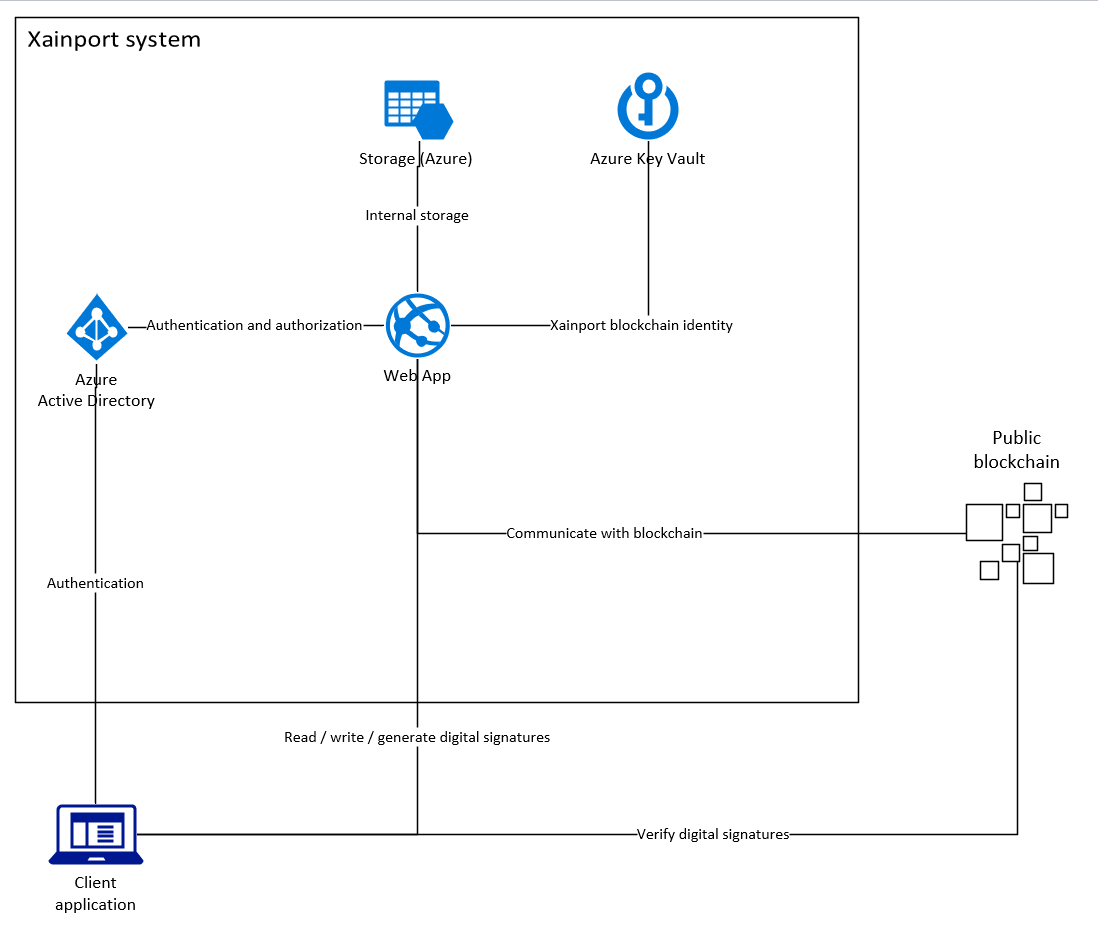 Xainport system
Storage (Azure)
Azure Key Vault
Internal storage
Authentication and authorization
Xainport blockchain identity
Web App
Azure
Active Directory
Public
blockchain
Communicate with blockchain
Authentication
Read / write / generate digital signatures
Verify digital signatures
Client
application